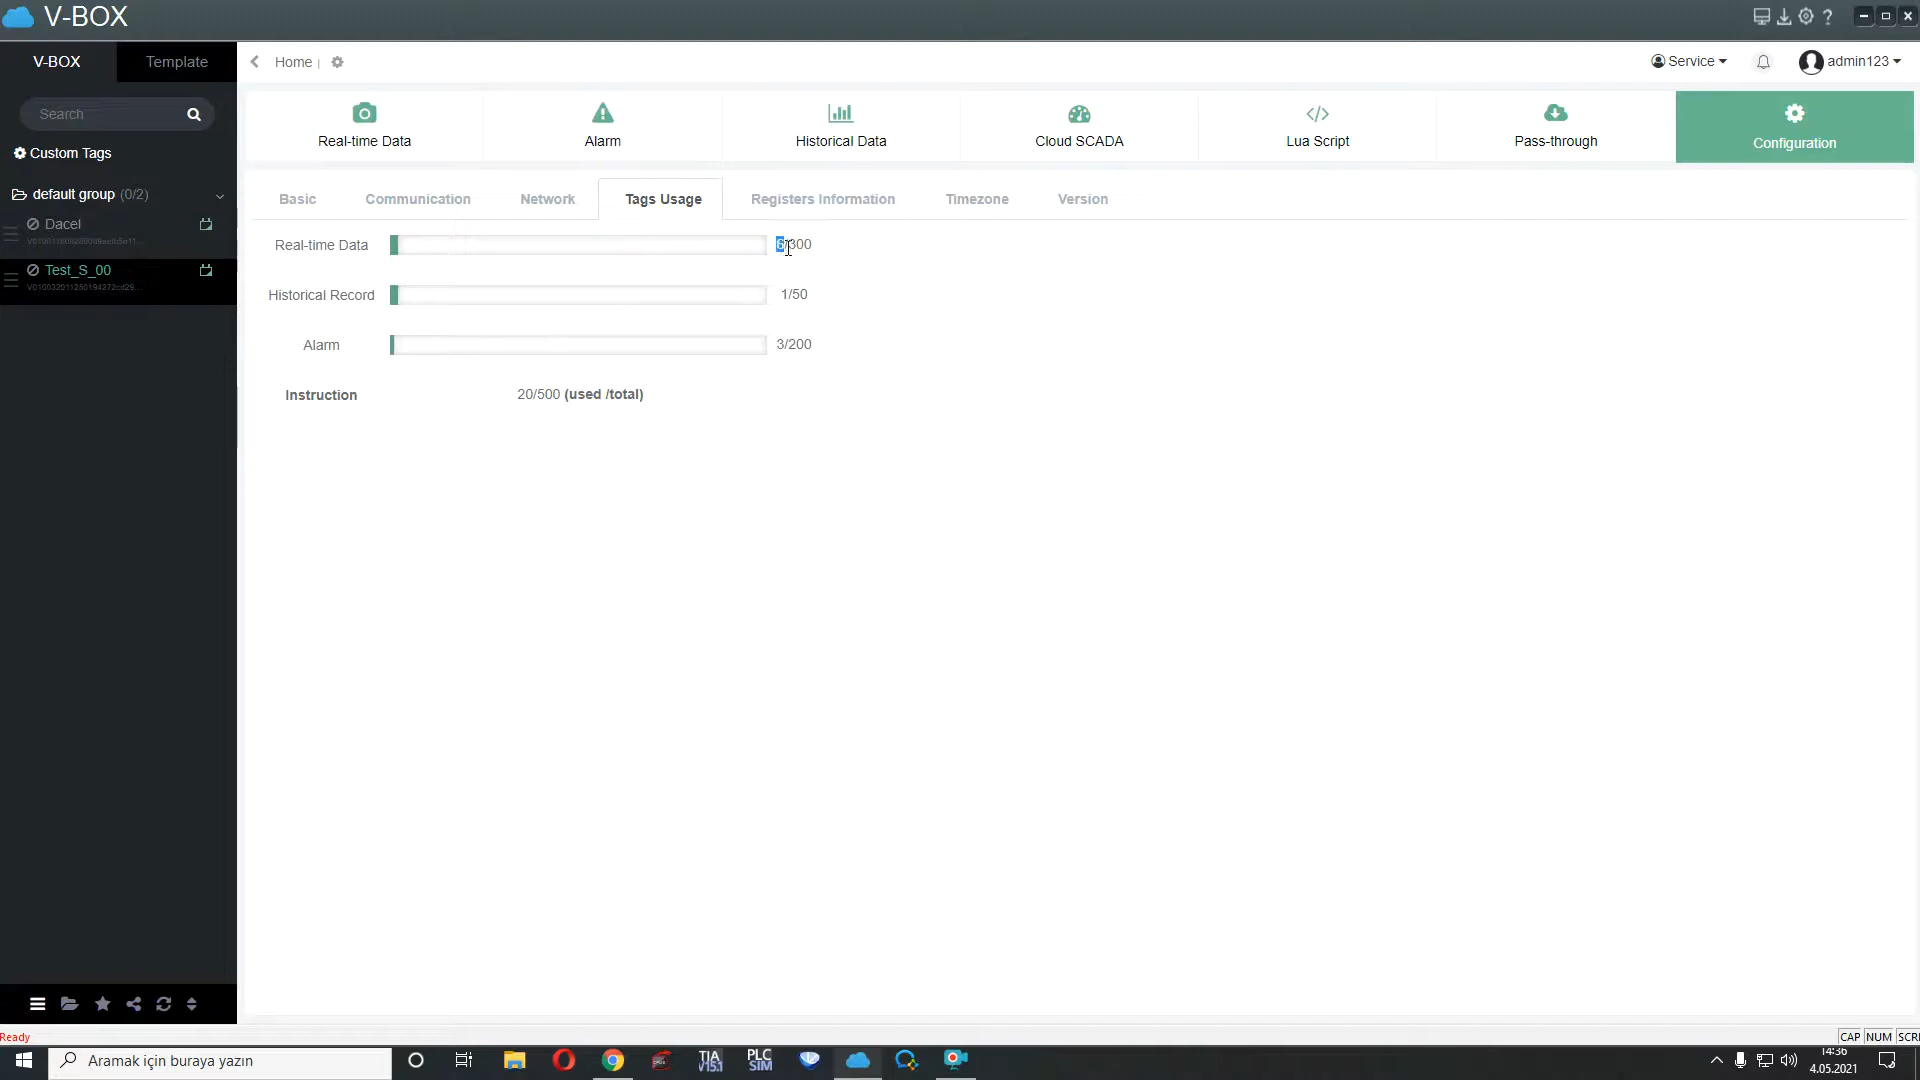 V-BOX
V-BOX
Template
Home |
Service
admin123
Search
Custom Tags
default group (0/2)
Dacel
Test_S_00
Real-time Data
Alarm
Historical Data
Cloud SCADA
Lua Script
Pass-through
Configuration
Basic
Communication
Network
Tags Usage
Registers Information
Timezone
Version
Real-time Data 6/300
Historical Record 1/50
Alarm 3/200
Instruction 20/500 (used /total)
Ready
CAP NUM SCRI
Aramak için buraya yazın
TIA V15.1
PLC SIM
14:36
4.05.2021